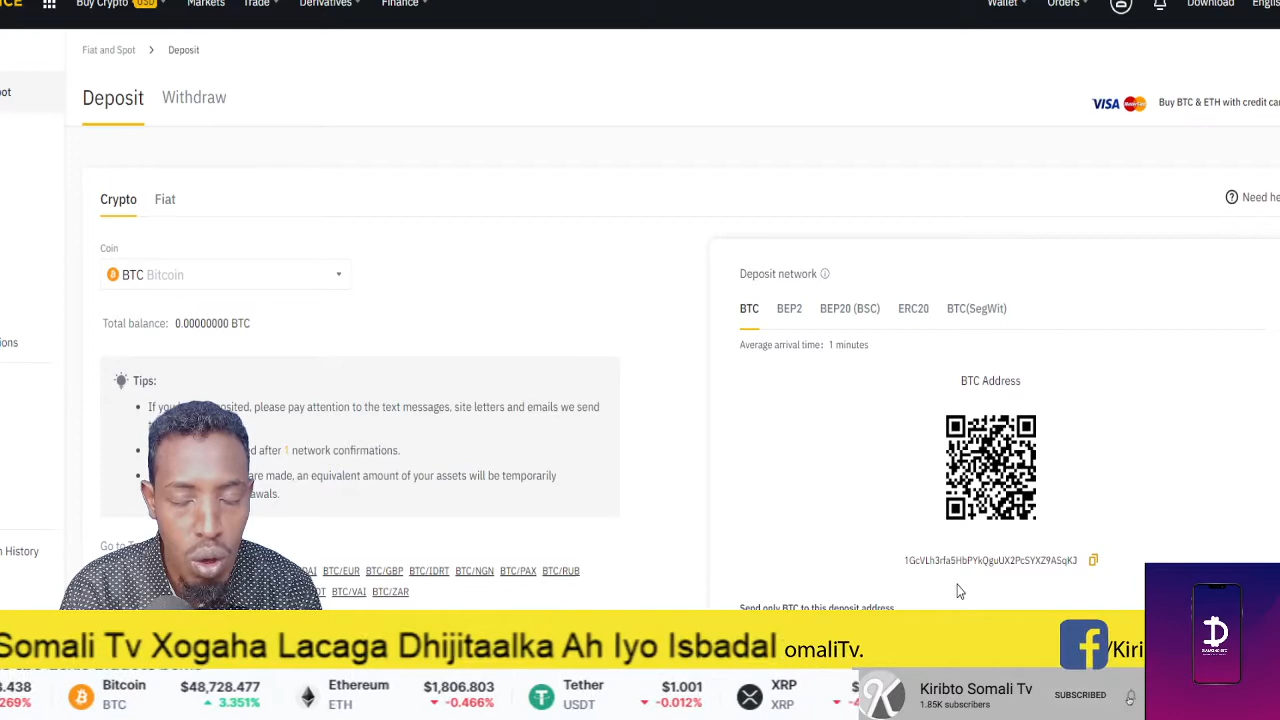 Buy Crypto USD Markets Trade Derivatives Finance Wallet Orders Download
Fiat and Spot > Deposit
Deposit Withdraw
VISA Buy BTC & ETH with credit
Crypto Fiat
Need
Coin
BTC Bitcoin
Total balance: 0.00000000 BTC
Tips:
If you deposited, please pay attention to the text messages, site letters and emails we send
after 1 network confirmations.
are made, an equivalent amount of your assets will be temporarily
Deposit network
BTC BEP2 BEP20 (BSC) ERC20 BTC(SegWit)
Average arrival time: 1 minutes
BTC Address
1GcVLh3rfa5HbPYkQguUX2PcSYXZ9ASqKJ
Send only BTC to this deposit address
History
Go to
BTC/EUR BTC/GBP BTC/IDRT BTC/NGN BTC/PAX BTC/RUB
BTC/VAI BTC/ZAR
Somali Tv Xogaha Lacaga Dhijitaalka Ah Iyo Isbadal
omaliTv.
/Kiri
Bitcoin BTC $48,728.477 3.351%
Ethereum ETH $1,806.803 -0.466%
Tether USDT $1.001 -0.012%
XRP XRP
Kiribto Somali Tv
1.85K subscribers
SUBSCRIBED